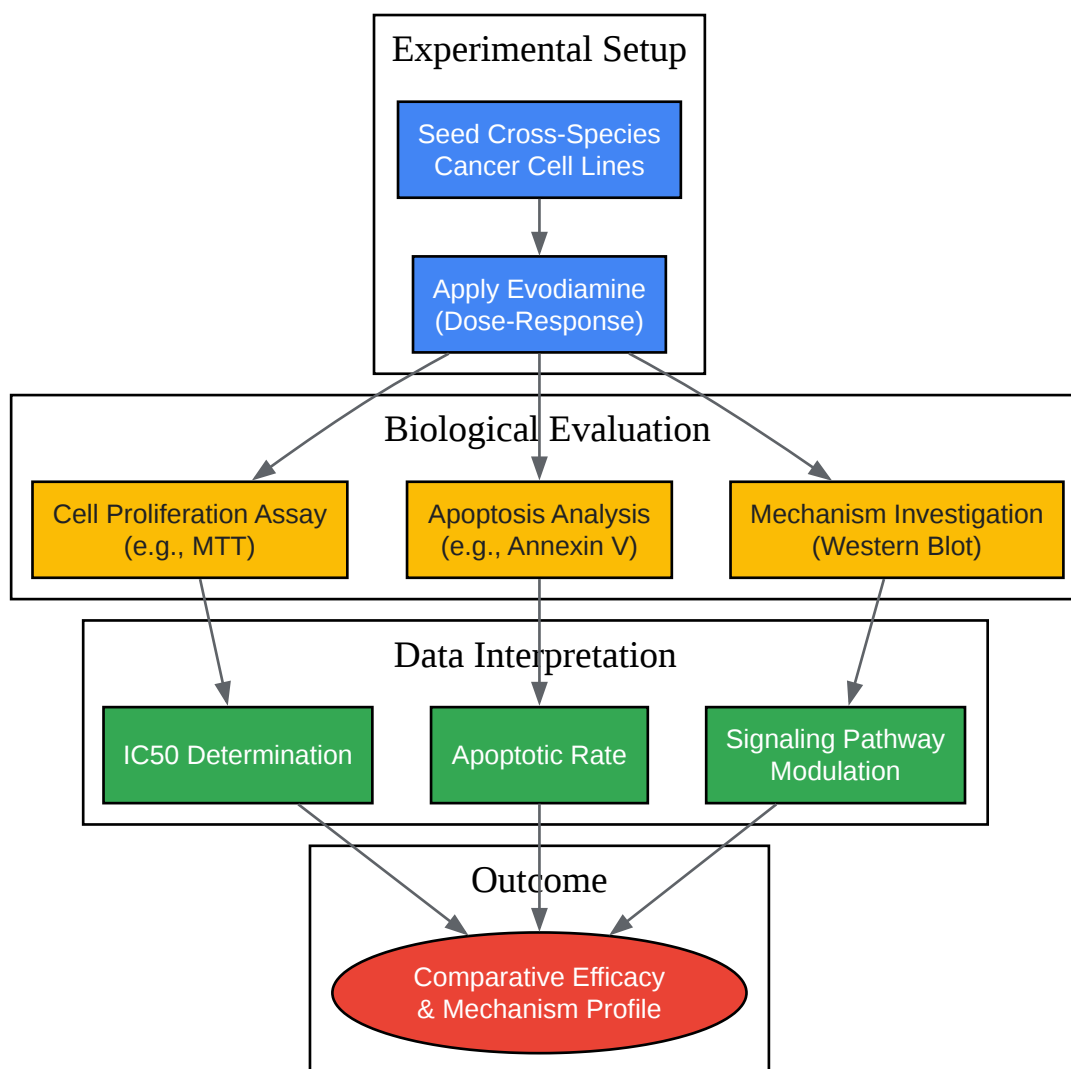 Experimental Setup
Seed Cross-Species
Cancer Cell Lines
Apply Evodiamine
(Dose-Response)
Biological Evaluation
Cell Proliferation Assay
(e.g., MTT)
Apoptosis Analysis
(e.g., Annexin V)
Mechanism Investigation
(Western Blot)
Data Interpretation
IC50 Determination
Apoptotic Rate
Signaling Pathway
Modulation
Outcome
Comparative Efficacy
& Mechanism Profile